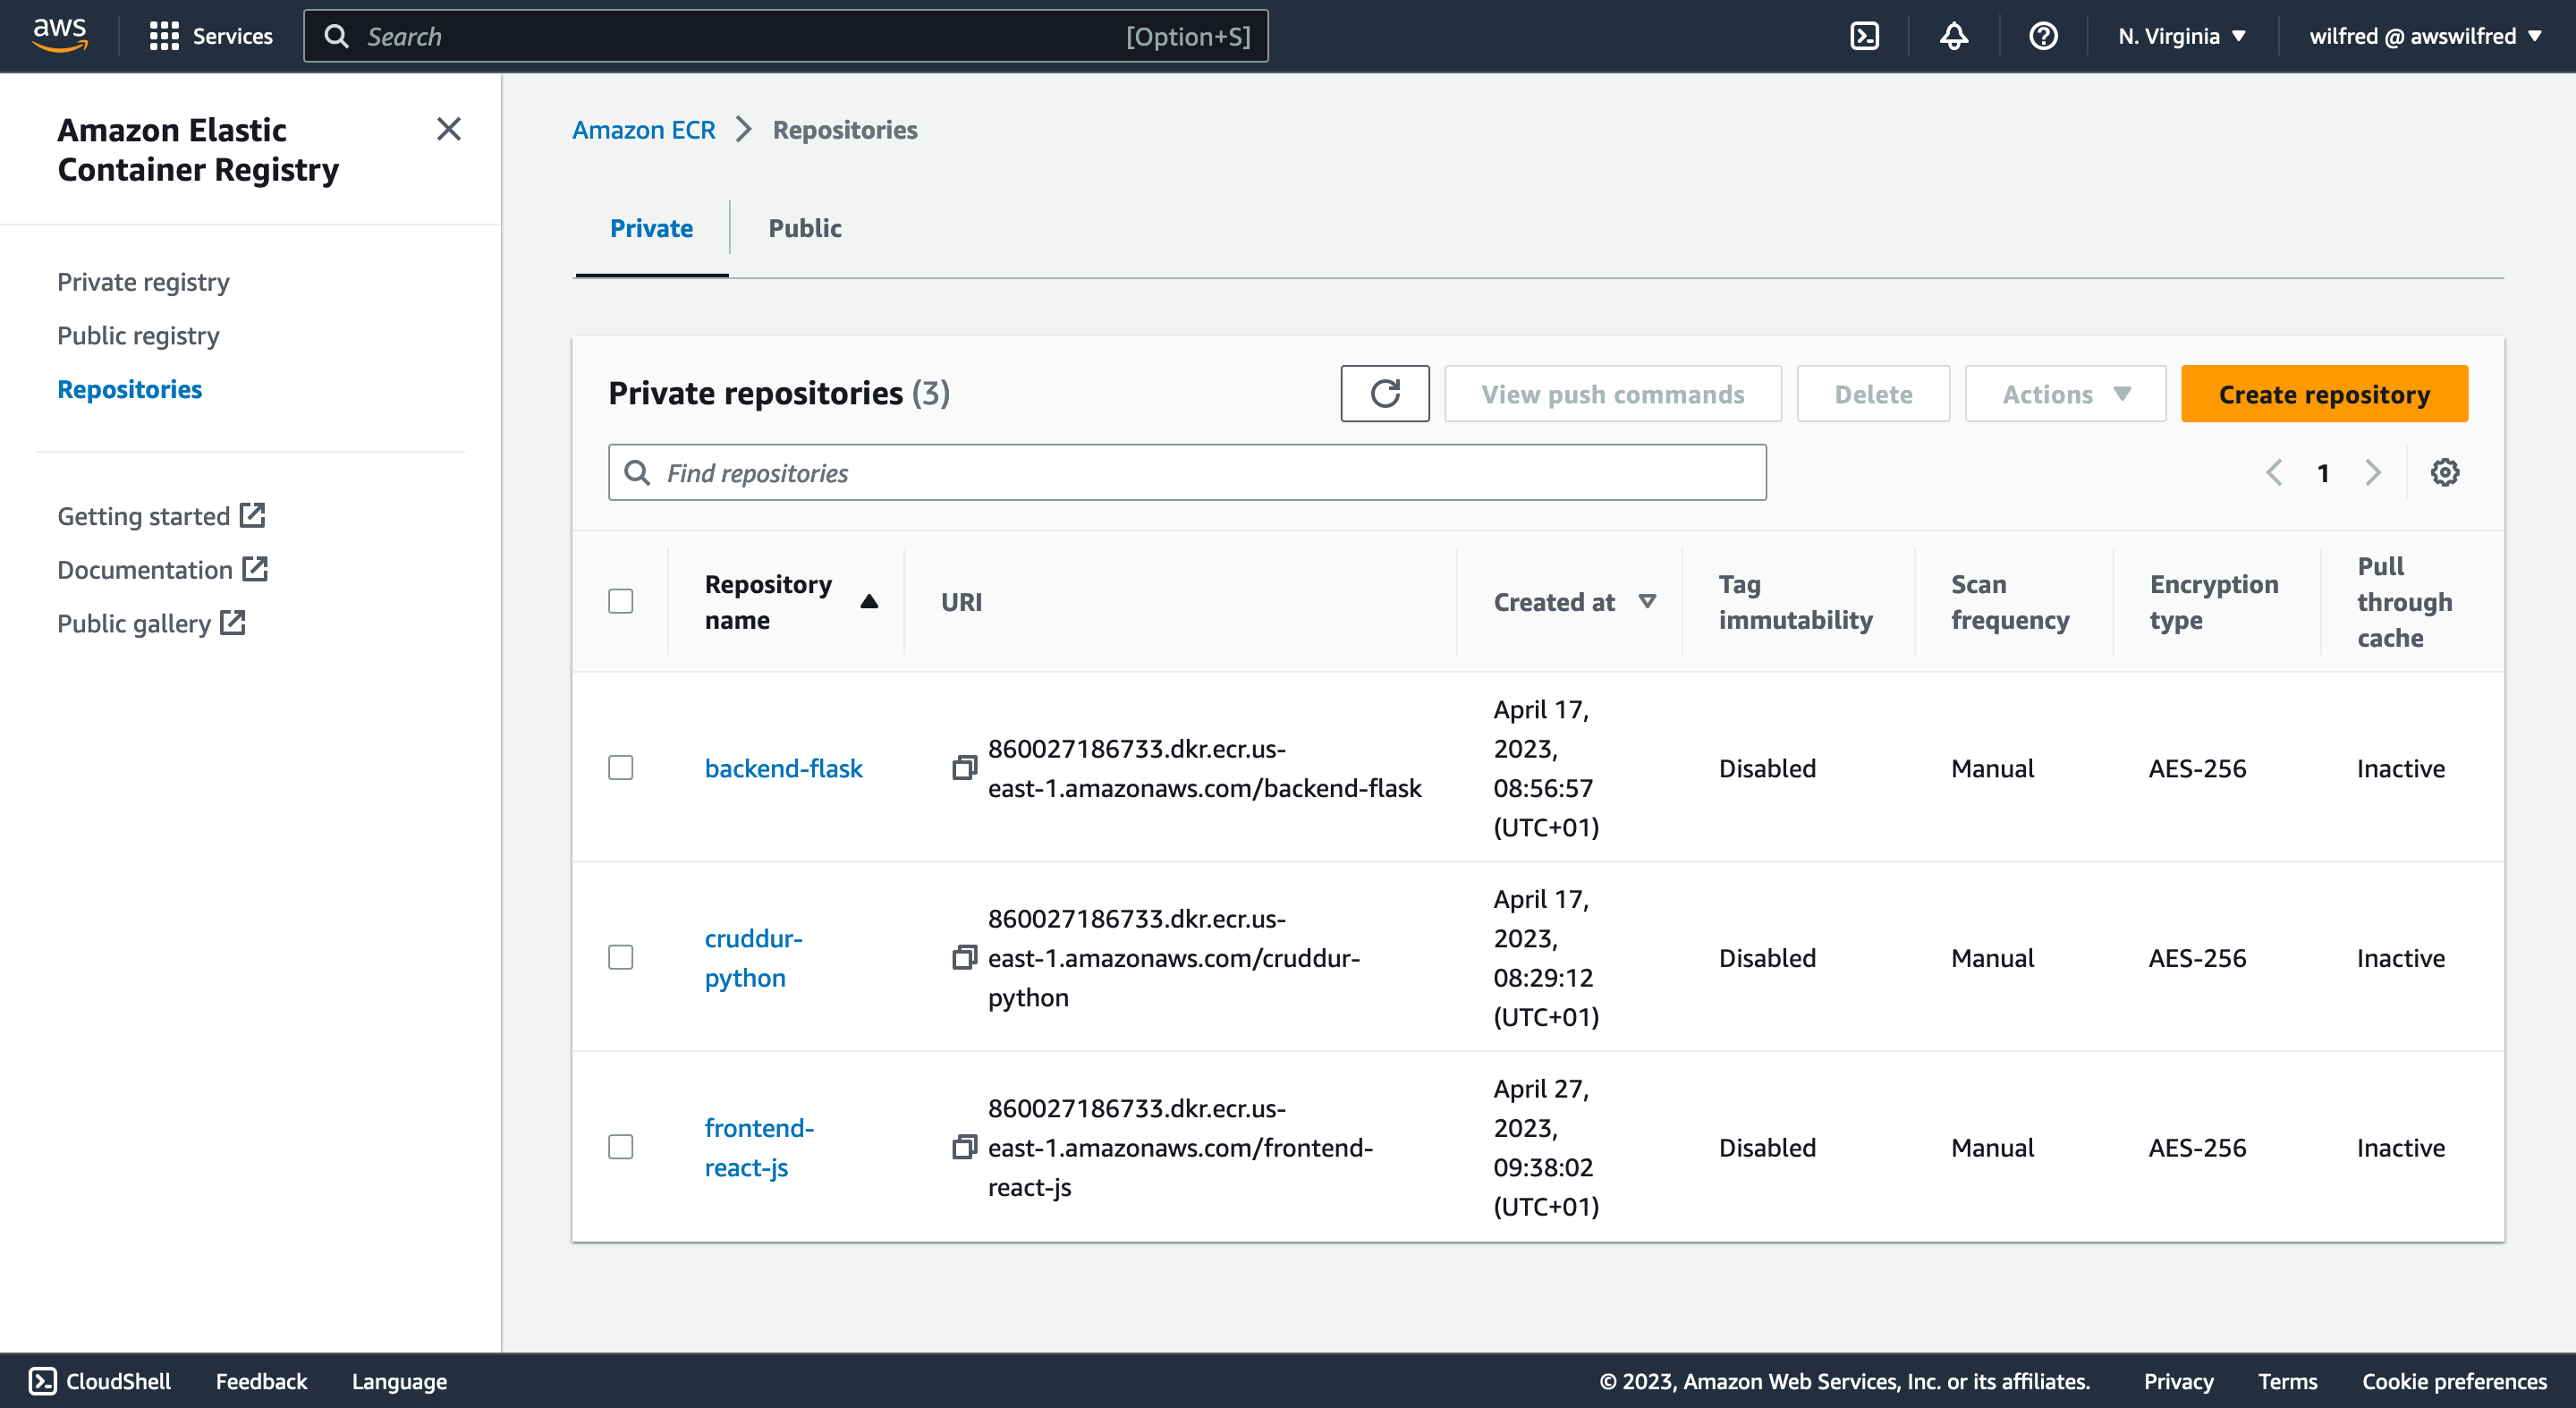 aws
Services
Search
[Option+S]
N. Virginia
wilfred @ awswilfred
Amazon Elastic
Container Registry
Private registry
Public registry
Repositories
Getting started
Documentation
Public gallery
Amazon ECR
Repositories
Private
Public
Private repositories (3)
View push commands
Delete
Actions
Create repository
Find repositories
1
Repository
name
URI
Created at
Tag
immutability
Scan
frequency
Encryption
type
Pull
through
cache
backend-flask
860027186733.dkr.ecr.us-
east-1.amazonaws.com/backend-flask
April 17,
2023,
08:56:57
(UTC+01)
Disabled
Manual
AES-256
Inactive
cruddur-
python
860027186733.dkr.ecr.us-
east-1.amazonaws.com/cruddur-
python
April 17,
2023,
08:29:12
(UTC+01)
Disabled
Manual
AES-256
Inactive
frontend-
react-js
860027186733.dkr.ecr.us-
east-1.amazonaws.com/frontend-
react-js
April 27,
2023,
09:38:02
(UTC+01)
Disabled
Manual
AES-256
Inactive
CloudShell
Feedback
Language
© 2023, Amazon Web Services, Inc. or its affiliates.
Privacy
Terms
Cookie preferences